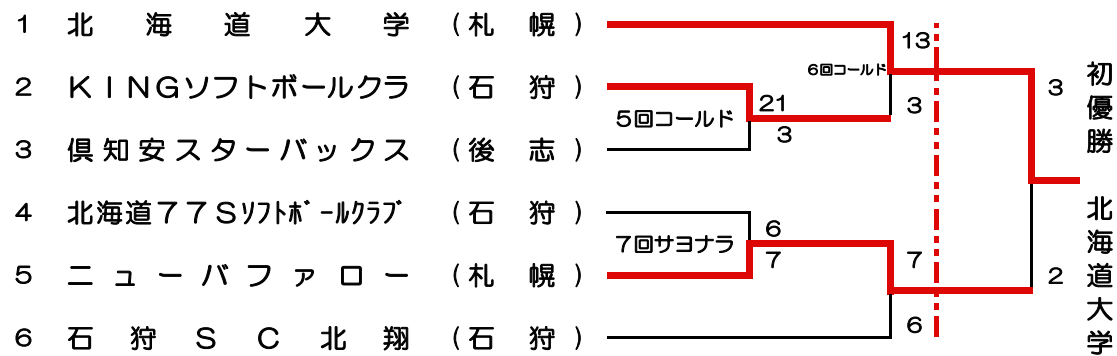 1 北海道大学 (札幌)
2 KINGソフトボールクラブ (石狩)
3 倶知安スターバックス (後志)
4 北海道77Sソフトボールクラブ (石狩)
5 ニューバファロー (札幌)
6 石狩SC北翔 (石狩)
13
6回コールド
3
21
5回コールド
3
6
7回サヨナラ
7
7
6
3
2
初優勝 北海道大学